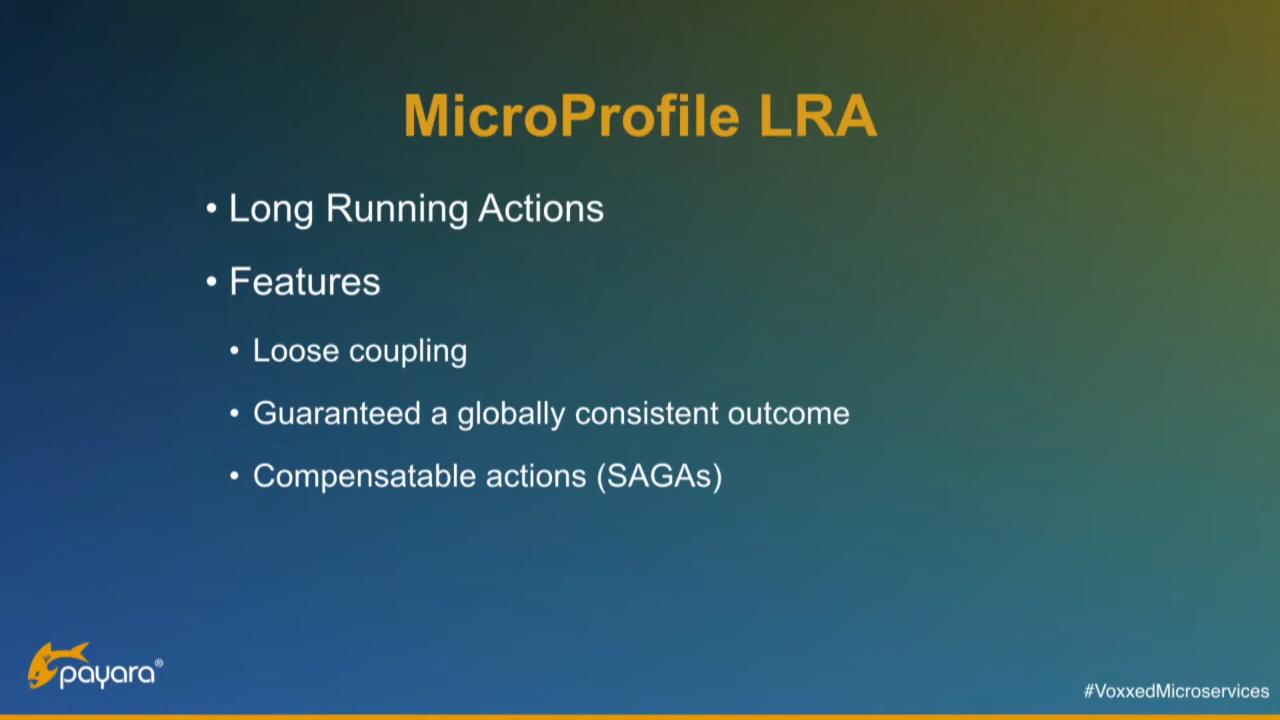 MicroProfile LRA
• Long Running Actions
• Features
• Loose coupling
• Guaranteed a globally consistent outcome
• Compensatable actions (SAGAs)
payara®
#VoxxedMicroservices